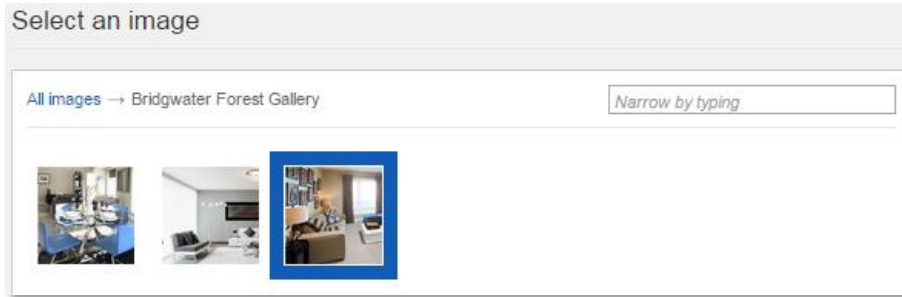 Select an image
All images → Bridgwater Forest Gallery
Narrow by typing